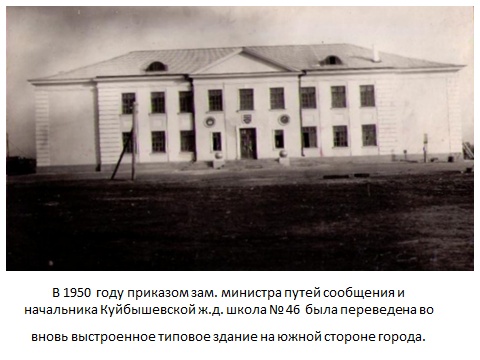 В 1950 году приказом зам. министра путей сообщения и
начальника Куйбышевской ж.д. школа № 46 была переведена во
вновь выстроенное типовое здание на южной стороне города.